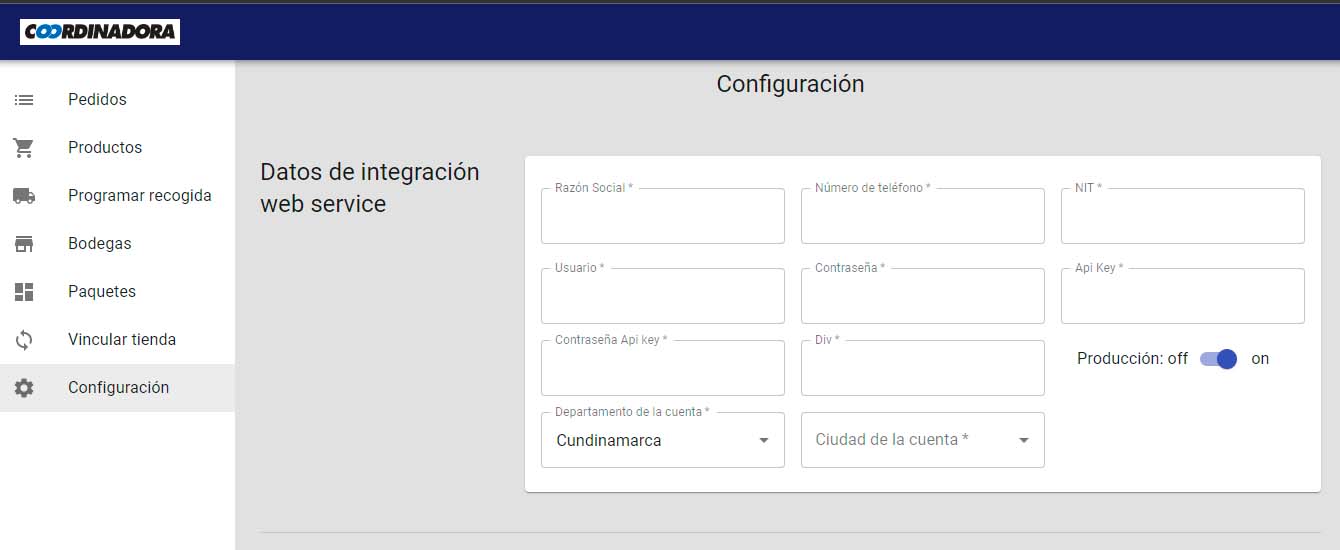 COORDINADORA
Configuración
Pedidos
Productos
Programar recogida
Bodegas
Paquetes
Vincular tienda
Configuración
Datos de integración
web service
Razón Social *
Número de teléfono *
NIT *
Usuario *
Contraseña *
Api Key *
Contraseña Api key *
Div *
Producción: off on
Departamento de la cuenta *
Cundinamarca
Ciudad de la cuenta *